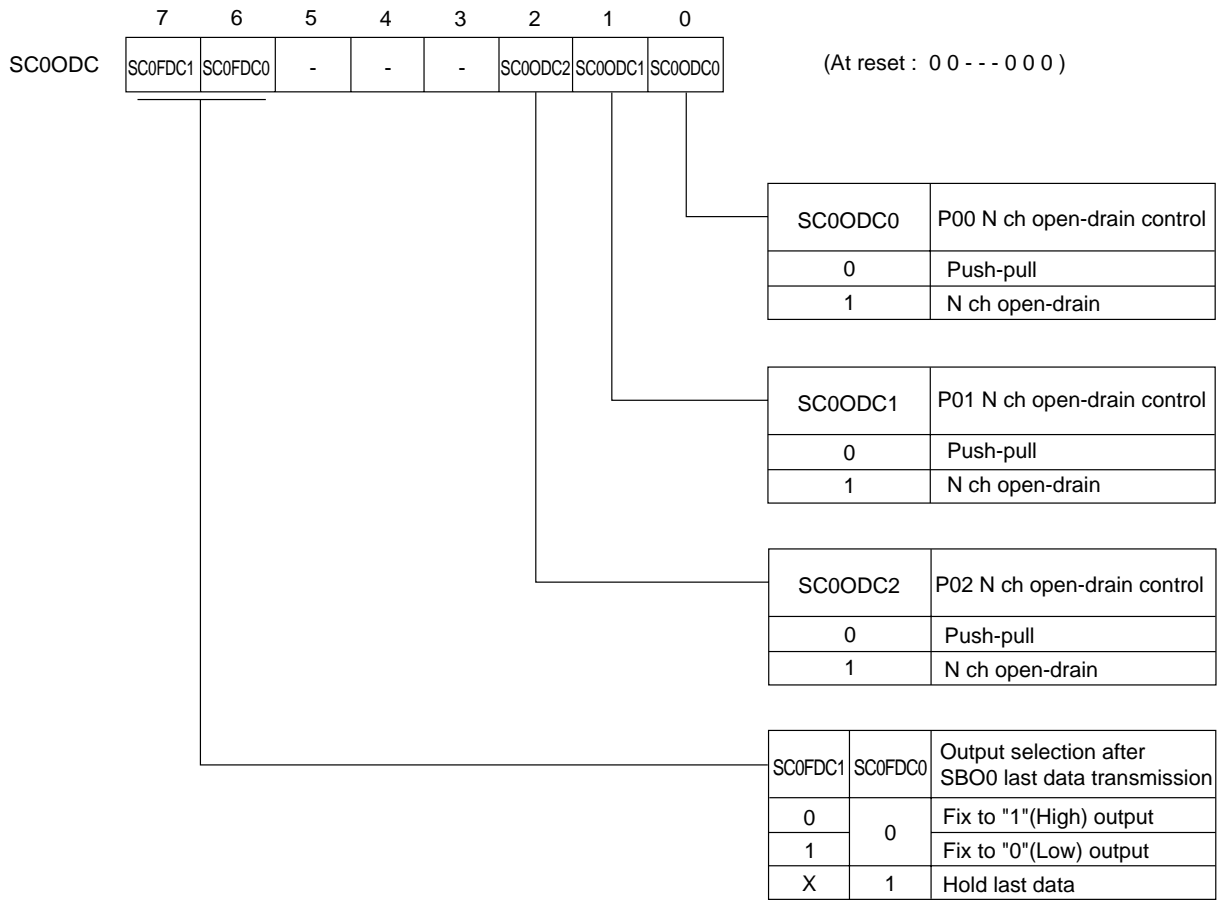 7 6 5 4 3 2 1 0
SC0ODC SC0FDC1 SC0FDC0 - - - SC0ODC2 SC0ODC1 SC0ODC0 (At reset : 0 0 - - - 0 0 0 )
SC0ODC0 P00 N ch open-drain control
0 Push-pull
1 N ch open-drain
SC0ODC1 P01 N ch open-drain control
0 Push-pull
1 N ch open-drain
SC0ODC2 P02 N ch open-drain control
0 Push-pull
1 N ch open-drain
SC0FDC1 SC0FDC0 Output selection after
SBO0 last data transmission
0 0 Fix to "1"(High) output
1 Fix to "0"(Low) output
X 1 Hold last data